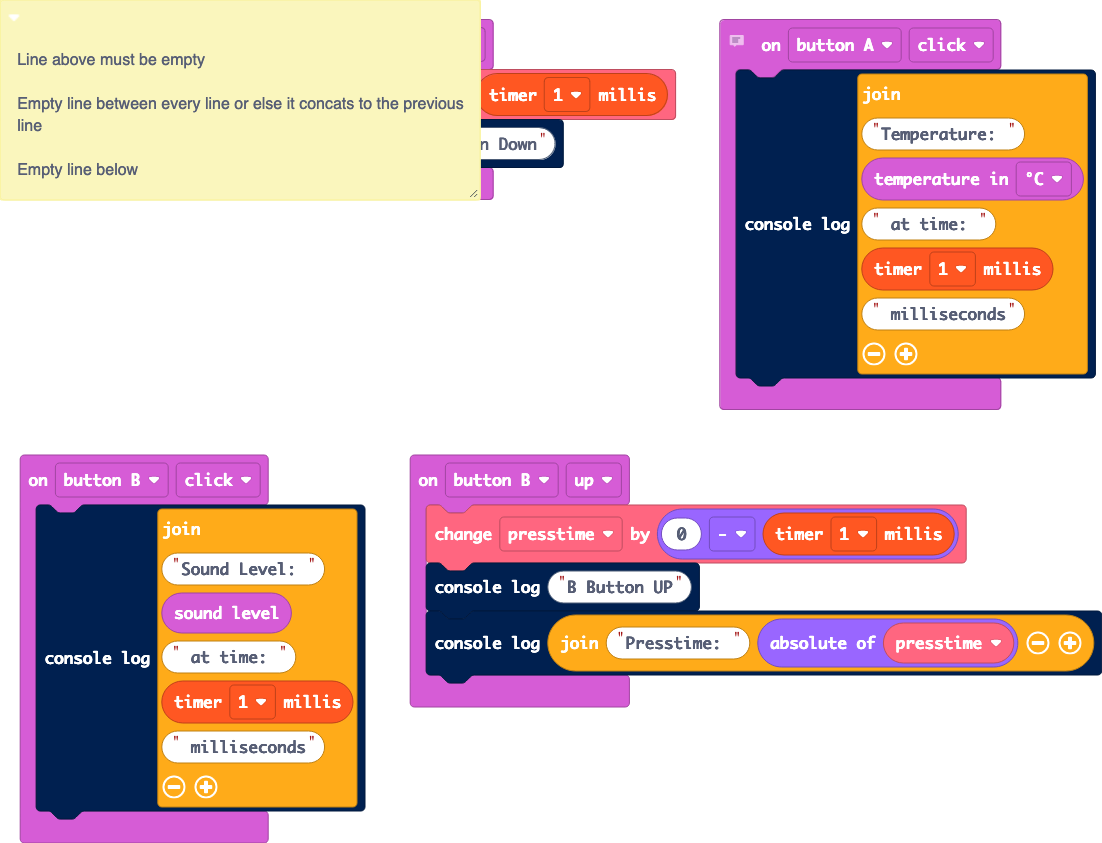 Line above must be empty
Empty line between every line or else it concats to the previous
line
Empty line below
timer 1 millis
n Down"
on button A click
console log
join
"Temperature: "
temperature in °C
" at time: "
timer 1 millis
" milliseconds"
on button B click
console log
join
"Sound Level: "
sound level
" at time: "
timer 1 millis
" milliseconds"
on button B up
change presstime by 0 - timer 1 millis
console log "B Button UP"
console log join "Presstime: " absolute of presstime